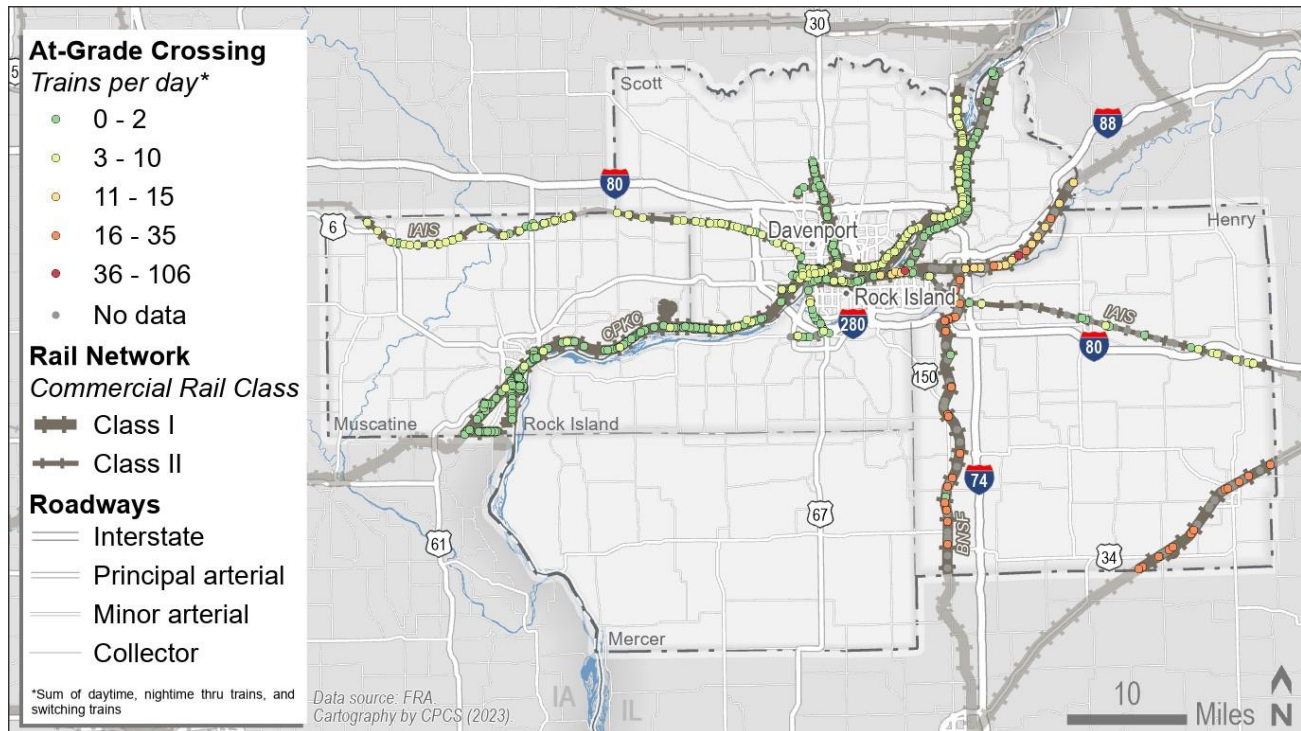 At-Grade Crossing
Trains per day*
0 - 2
3 - 10
11 - 15
16 - 35
36 - 106
No data
Rail Network
Commercial Rail Class
Class I
Class II
Roadways
Interstate
Principal arterial
Minor arterial
Collector
*Sum of daytime, nightime thru trains, and
switching trains
5
30
Scott
88
80
6
IAIS
Davenport
Henry
Rock Island
CPKC
280
IAIS
80
150
Muscatine
Rock Island
74
67
61
BNSF
34
Mercer
IA
IL
Data source: FRA.
Cartography by CPCS (2023).
10
Miles
N